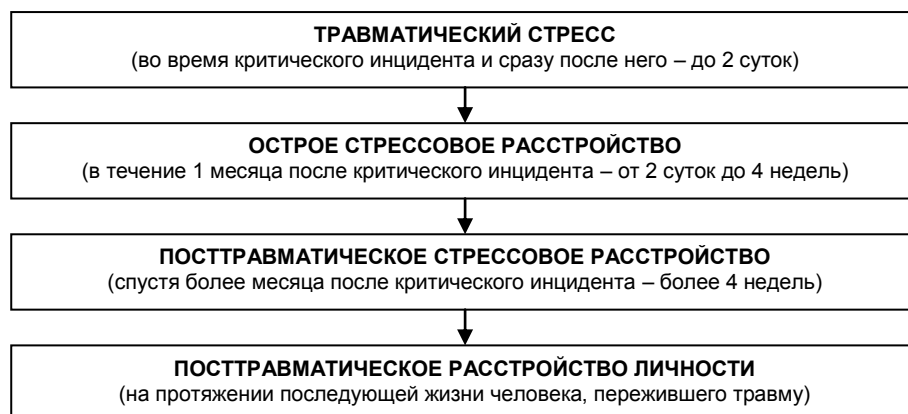 ТРАВМАТИЧЕСКИЙ СТРЕСС
(во время критического инцидента и сразу после него – до 2 суток)
ОСТРОЕ СТРЕССОВОЕ РАССТРОЙСТВО
(в течение 1 месяца после критического инцидента – от 2 суток до 4 недель)
ПОСТТРАВМАТИЧЕСКОЕ СТРЕССОВОЕ РАССТРОЙСТВО
(спустя более месяца после критического инцидента – более 4 недель)
ПОСТТРАВМАТИЧЕСКОЕ РАССТРОЙСТВО ЛИЧНОСТИ
(на протяжении последующей жизни человека, пережившего травму)